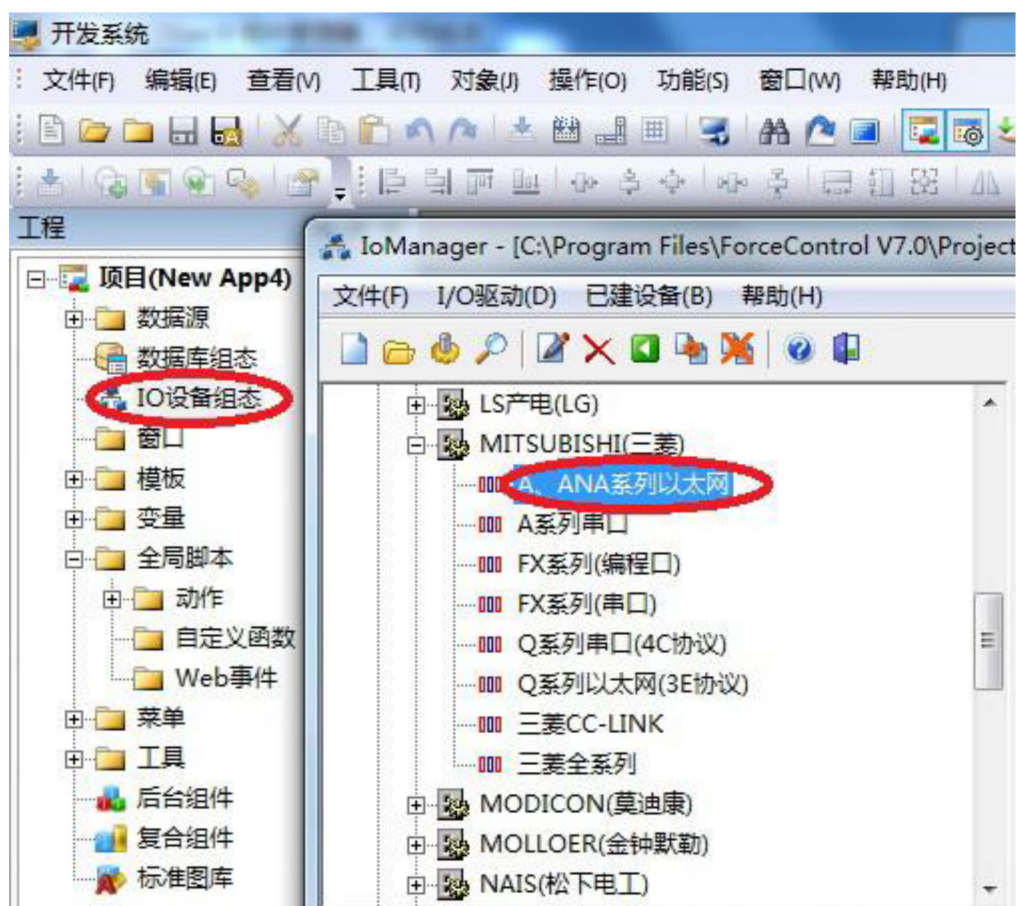 开发系统
文件(F) 编辑(E) 查看(V) 工具(T) 对象(J) 操作(O) 功能(S) 窗口(W) 帮助(H)
工程
项目(New App4)
数据源
数据库组态
IO设备组态
窗口
模板
变量
全局脚本
动作
自定义函数
Web事件
菜单
工具
后台组件
复合组件
标准图库
IoManager - [C:\Program Files\ForceControl V7.0\Project
文件(F) I/O驱动(D) 已建设备(B) 帮助(H)
LS产电(LG)
MITSUBISHI(三菱)
A、ANA系列以太网
A系列串口
FX系列(编程口)
FX系列(串口)
Q系列串口(4C协议)
Q系列以太网(3E协议)
三菱CC-LINK
三菱全系列
MODICON(莫迪康)
MOLLOER(金钟默勒)
NAIS(松下电工)